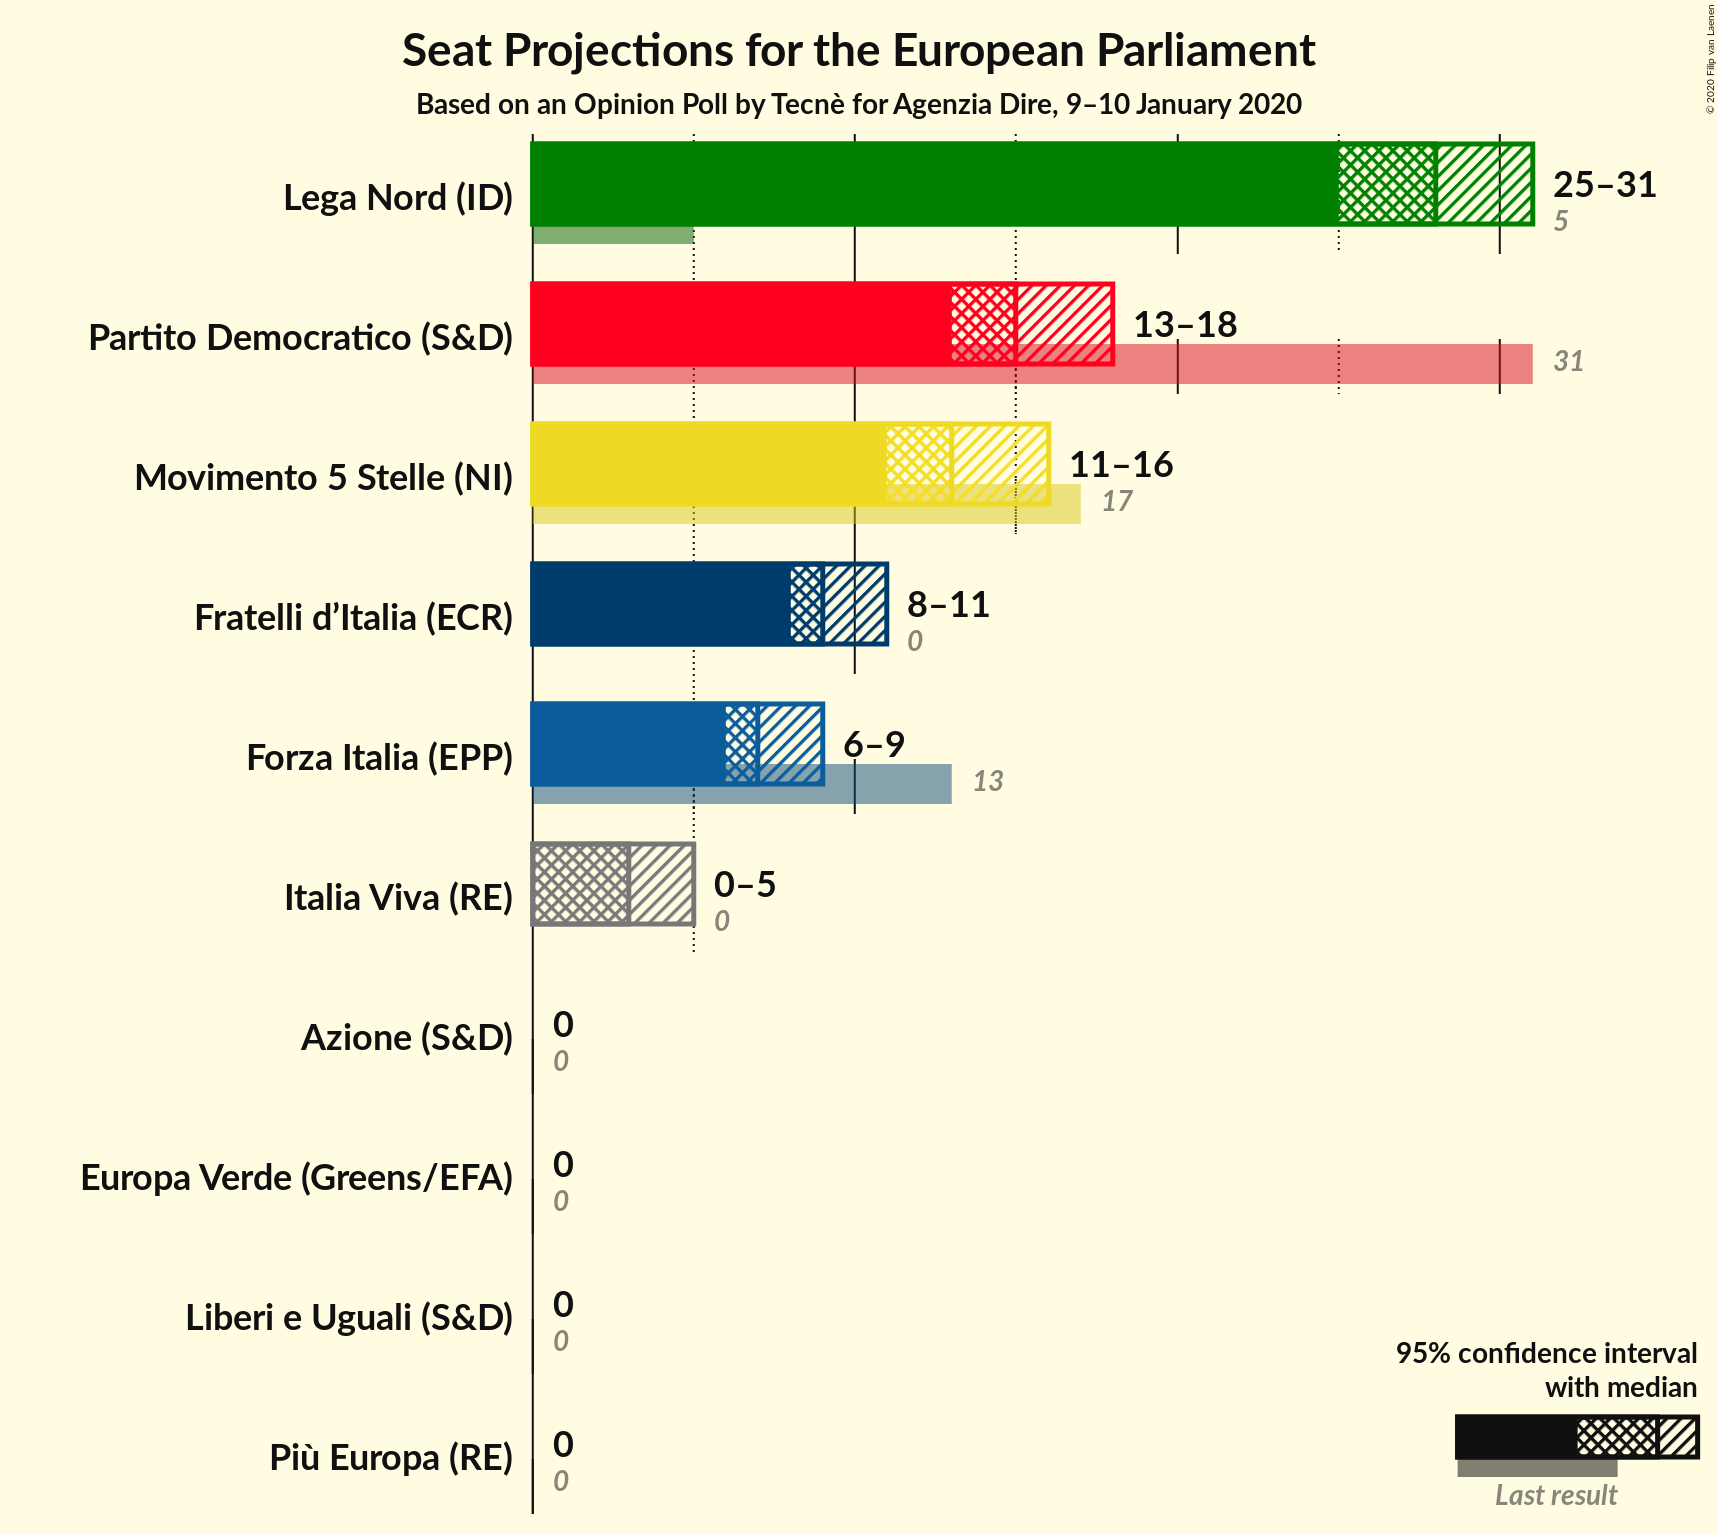 Seat Projections for the European Parliament
Based on an Opinion Poll by Tecnè for Agenzia Dire, 9–10 January 2020
© 2020 Filip van Laenen
Lega Nord (ID)
25–31
5
Partito Democratico (S&D)
13–18
31
Movimento 5 Stelle (NI)
11–16
17
Fratelli d’Italia (ECR)
8–11
0
Forza Italia (EPP)
6–9
13
Italia Viva (RE)
0–5
0
Azione (S&D)
0
0
Europa Verde (Greens/EFA)
0
0
Liberi e Uguali (S&D)
0
0
Più Europa (RE)
0
0
95% confidence interval
with median
Last result